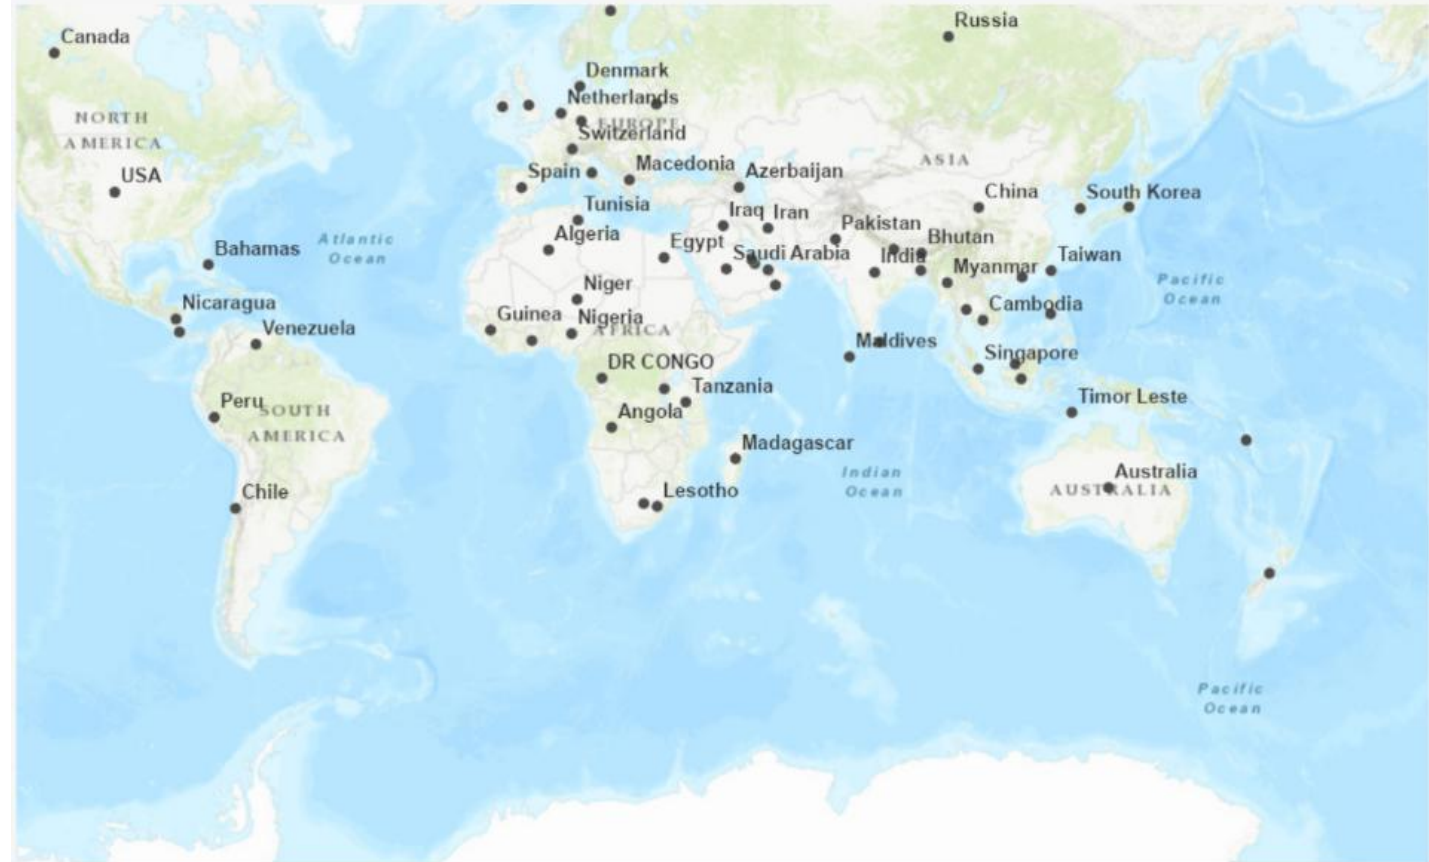 Russia
Canada
Denmark
Netherlands
NORTH
AMERICA
EUROPE
Switzerland
ASIA
Spain
Macedonia
Azerbaijan
USA
China
South Korea
Tunisia
Iraq
Iran
Pakistan
Algeria
Bhutan
Atlantic
Ocean
Egypt
Bahamas
Saudi Arabia
India
Taiwan
Myanmar
Pacific
Ocean
Niger
Nicaragua
Cambodia
Guinea
Nigeria
Venezuela
AFRICA
Maldives
Singapore
DR CONGO
Tanzania
Timor Leste
Peru
SOUTH
AMERICA
Angola
Madagascar
Indian
Ocean
Australia
AUSTRALIA
Chile
Lesotho
Pacific
Ocean